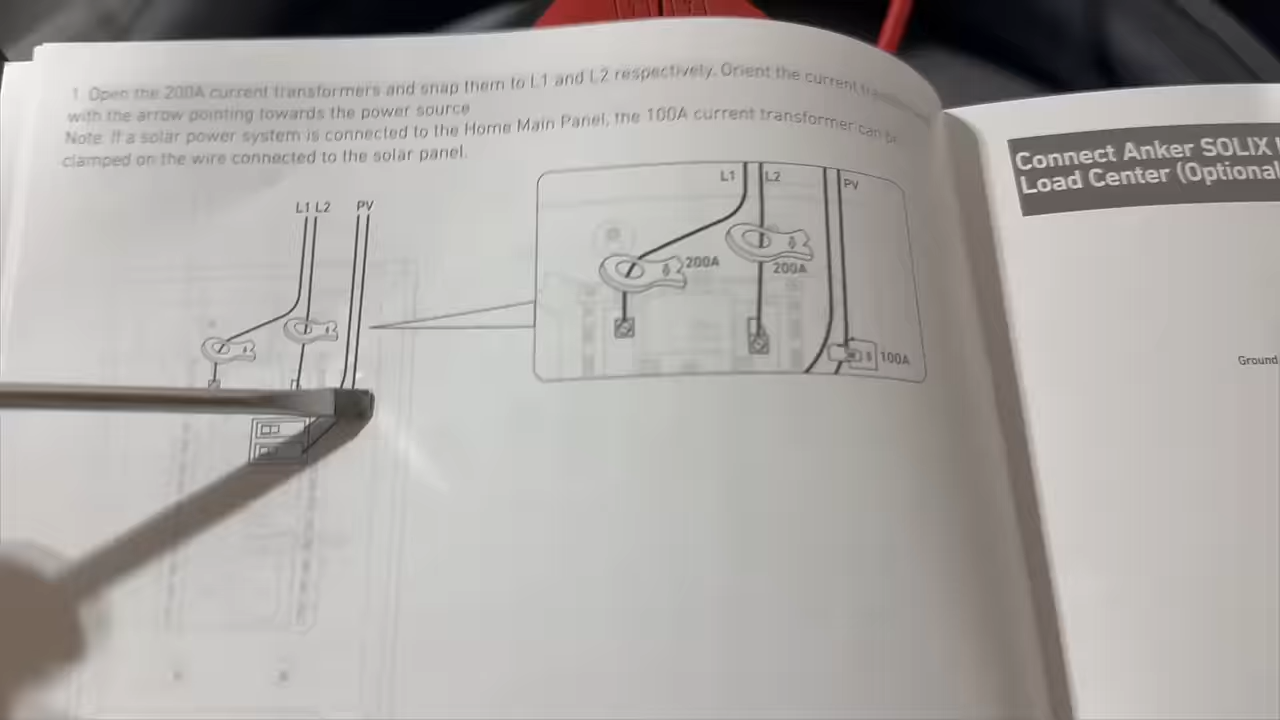 1 Open the 200A current transformers and snap them to L1 and L2 respectively. Orient the current
with the arrow pointing towards the power source
Note: If a solar power system is connected to the Home Main Panel, the 100A current transformer can be
clamped on the wire connected to the solar panel.
L1 L2 PV
L1 L2 PV
200A
200A
100A
Connect Anker SOLIX
Load Center (Optional
Ground